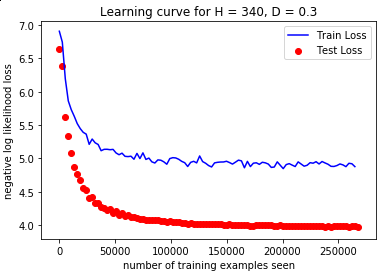 Learning curve for H = 340, D = 0.3
Train Loss
Test Loss
negative log likelihood loss
7.0
6.5
6.0
5.5
5.0
4.5
4.0
0
50000
100000
150000
200000
250000
number of training examples seen